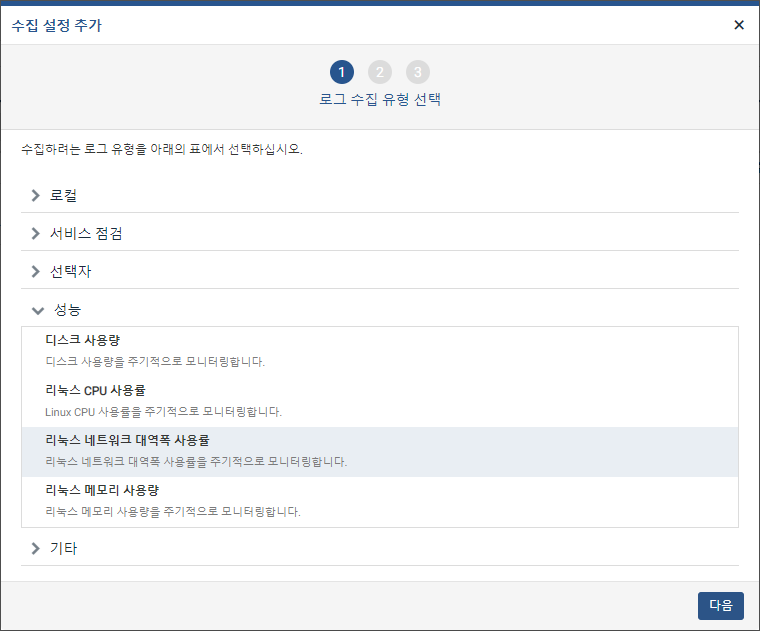 수집 설정 추가
1 2 3
로그 수집 유형 선택
수집하려는 로그 유형을 아래의 표에서 선택하십시오.
로컬
서비스 점검
선택자
성능
디스크 사용량
디스크 사용량을 주기적으로 모니터링합니다.
리눅스 CPU 사용률
Linux CPU 사용률을 주기적으로 모니터링합니다.
리눅스 네트워크 대역폭 사용률
리눅스 네트워크 대역폭 사용률을 주기적으로 모니터링합니다.
리눅스 메모리 사용량
리눅스 메모리 사용량을 주기적으로 모니터링합니다.
기타
다음